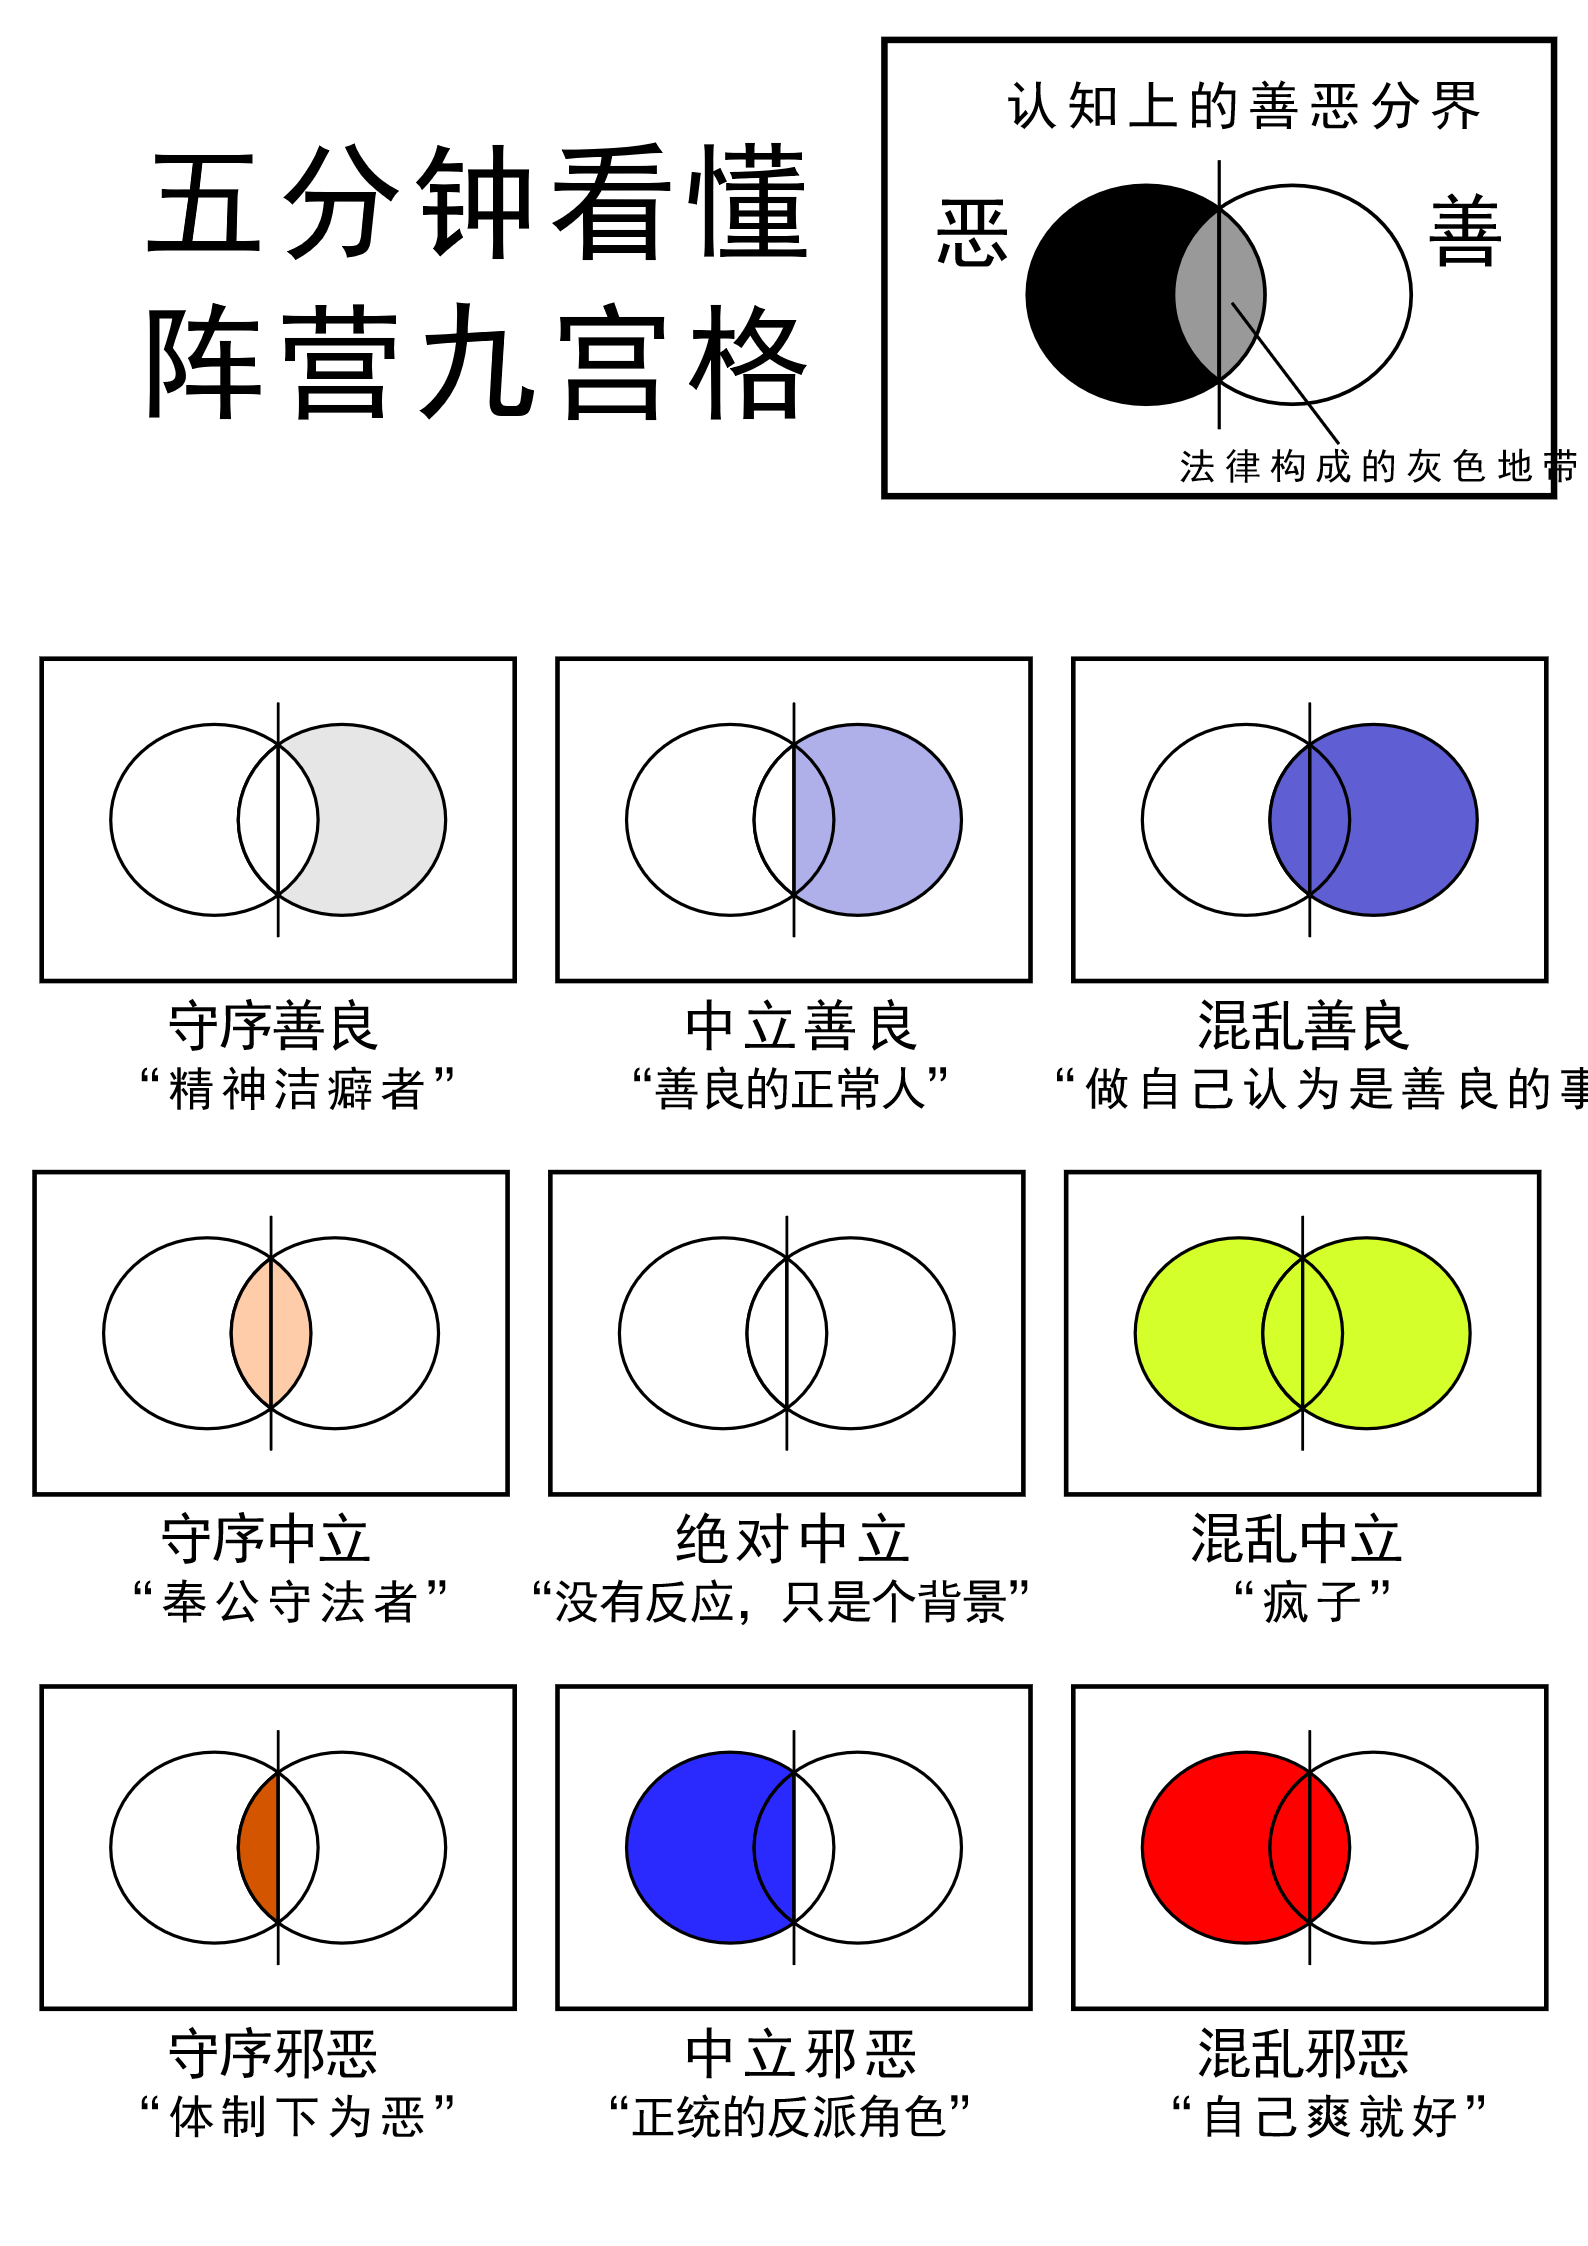 五分钟看懂
阵营九宫格
认知上的善恶分界
恶
善
法律构成的灰色地带
守序善良
“精神洁癖者”
中立善良
“善良的正常人”
混乱善良
“做自己认为是善良的事
守序中立
“奉公守法者”
绝对中立
“没有反应，只是个背景”
混乱中立
“疯子”
守序邪恶
“体制下为恶”
中立邪恶
“正统的反派角色”
混乱邪恶
“自己爽就好”